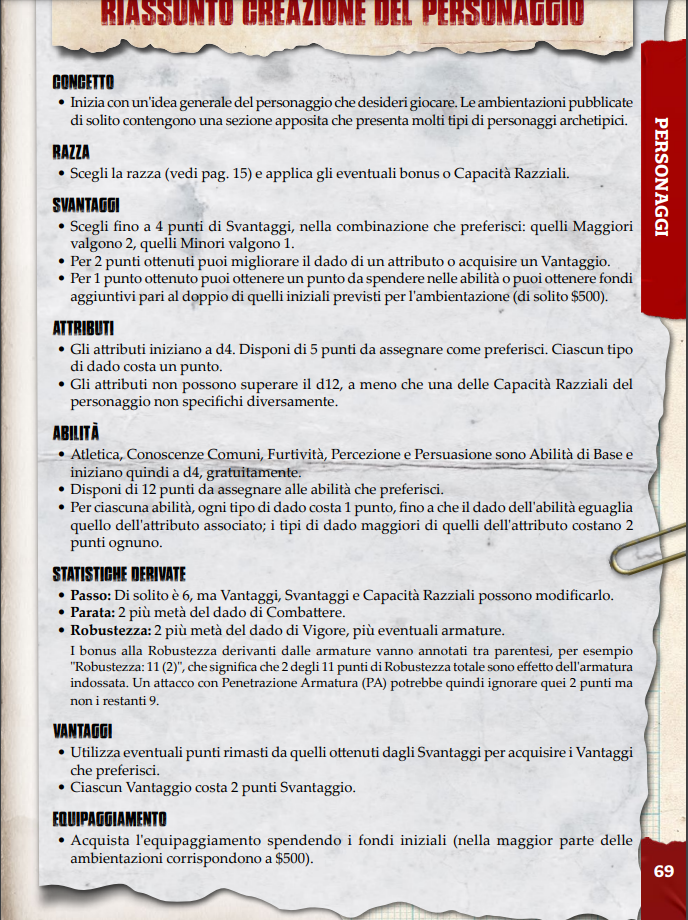 RIASSUNTO CREAZIONE DEL PERSONAGGIO
CONCETTO
• Inizia con un'idea generale del personaggio che desideri giocare. Le ambientazioni pubblicate
di solito contengono una sezione apposita che presenta molti tipi di personaggi archetipici.
RAZZA
• Scegli la razza (vedi pag. 15) e applica gli eventuali bonus o Capacità Razziali.
SVANTAGGI
• Scegli fino a 4 punti di Svantaggi, nella combinazione che preferisci: quelli Maggiori
valgono 2, quelli Minori valgono 1.
• Per 2 punti ottenuti puoi migliorare il dado di un attributo o acquisire un Vantaggio.
• Per 1 punto ottenuto puoi ottenere un punto da spendere nelle abilità o puoi ottenere fondi
aggiuntivi pari al doppio di quelli iniziali previsti per l'ambientazione (di solito $500).
ATTRIBUTI
• Gli attributi iniziano a d4. Disponi di 5 punti da assegnare come preferisci. Ciascun tipo
di dado costa un punto.
• Gli attributi non possono superare il d12, a meno che una delle Capacità Razziali del
personaggio non specifichi diversamente.
ABILITÀ
• Atletica, Conoscenze Comuni, Furtività, Percezione e Persuasione sono Abilità di Base e
iniziano quindi a d4, gratuitamente.
• Disponi di 12 punti da assegnare alle abilità che preferisci.
• Per ciascuna abilità, ogni tipo di dado costa 1 punto, fino a che il dado dell'abilità eguaglia
quello dell'attributo associato; i tipi di dado maggiori di quelli dell'attributo costano 2
punti ognuno.
STATISTICHE DERIVATE
• Passo: Di solito è 6, ma Vantaggi, Svantaggi e Capacità Razziali possono modificarlo.
• Parata: 2 più metà del dado di Combattere.
• Robustezza: 2 più metà del dado di Vigore, più eventuali armature.
I bonus alla Robustezza derivanti dalle armature vanno annotati tra parentesi, per esempio
"Robustezza: 11 (2)", che significa che 2 degli 11 punti di Robustezza totale sono effetto dell'armatura
indossata. Un attacco con Penetrazione Armatura (PA) potrebbe quindi ignorare quei 2 punti ma
non i restanti 9.
VANTAGGI
• Utilizza eventuali punti rimasti da quelli ottenuti dagli Svantaggi per acquisire i Vantaggi
che preferisci.
• Ciascun Vantaggio costa 2 punti Svantaggio.
EQUIPAGGIAMENTO
• Acquista l'equipaggiamento spendendo i fondi iniziali (nella maggior parte delle
ambientazioni corrispondono a $500).
PERSONAGGI
69